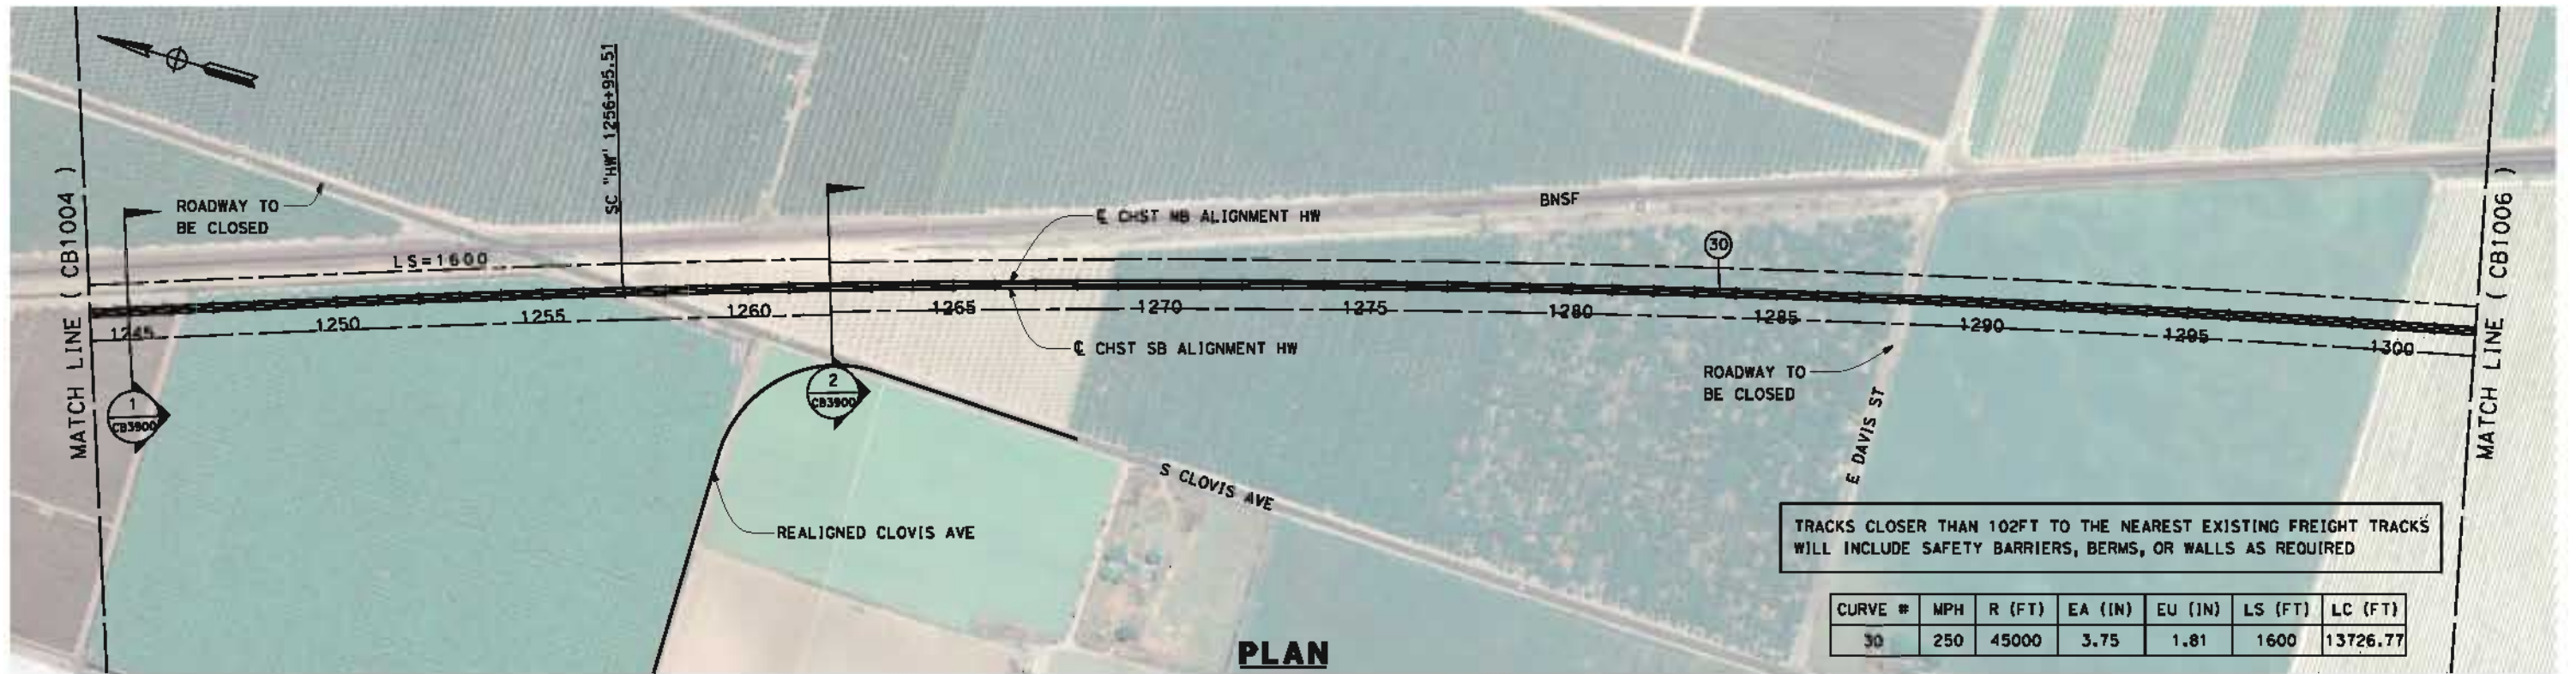 MATCH LINE ( CB1004 )
ROADWAY TO
BE CLOSED
LS=1600
SC "HW" 1256+95.51
℄ CHST NB ALIGNMENT HW
BNSF
30
1245
1250
1255
1260
1265
1270
1275
1280
1285
1290
1295
1300
℄ CHST SB ALIGNMENT HW
1
CB3900
2
CB3900
ROADWAY TO
BE CLOSED
E DAVIS ST
S CLOVIS AVE
REALIGNED CLOVIS AVE
MATCH LINE ( CB1006 )
TRACKS CLOSER THAN 102FT TO THE NEAREST EXISTING FREIGHT TRACKS
WILL INCLUDE SAFETY BARRIERS, BERMS, OR WALLS AS REQUIRED
CURVE # MPH R (FT) EA (IN) EU (IN) LS (FT) LC (FT)
30 250 45000 3.75 1.81 1600 13726.77
PLAN